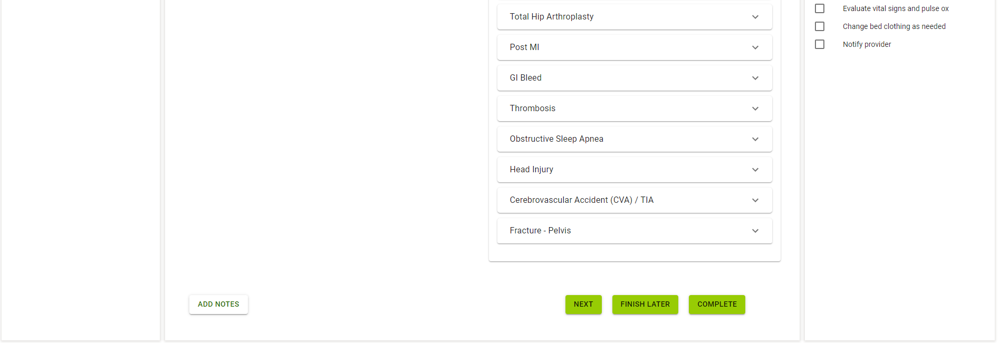 Total Hip Arthroplasty
Post MI
GI Bleed
Thrombosis
Obstructive Sleep Apnea
Head Injury
Cerebrovascular Accident (CVA) / TIA
Fracture - Pelvis
ADD NOTES
NEXT
FINISH LATER
COMPLETE
Evaluate vital signs and pulse ox
Change bed clothing as needed
Notify provider